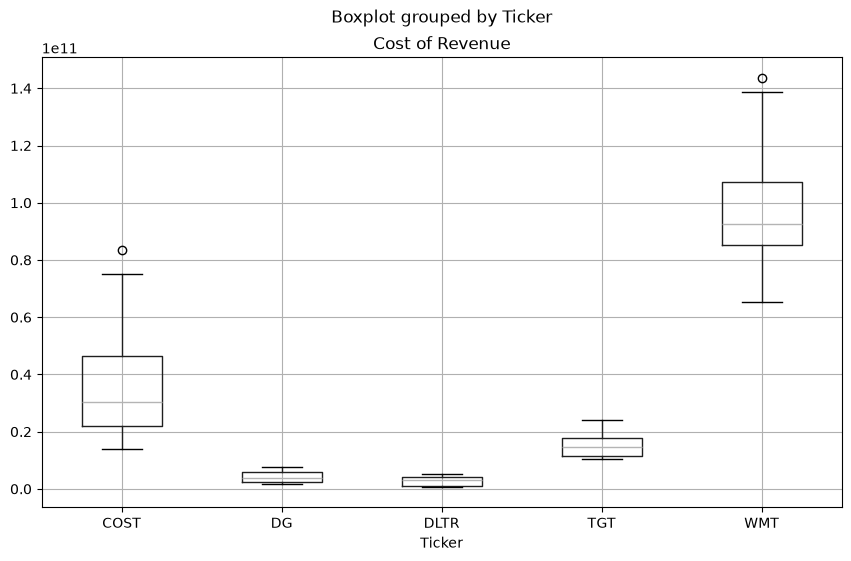 Boxplot grouped by Ticker
Cost of Revenue
1e11
1.4
1.2
1.0
0.8
0.6
0.4
0.2
0.0
COST DG DLTR TGT WMT
Ticker